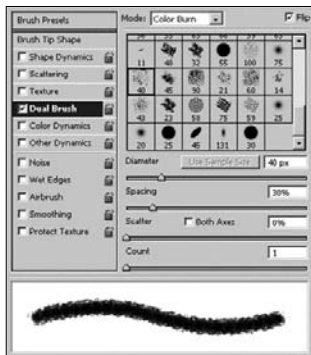 Brush Presets
Brush Tip Shape
Shape Dynamics
Scattering
Texture
Dual Brush
Color Dynamics
Other Dynamics
Noise
Wet Edges
Airbrush
Smoothing
Protect Texture
Mode: Color Burn Flip
11 48 32 55 100 75
40 45 90 21 60 14
43 23 58 75 59 25
20 25 45 131 30
Diameter Use Sample Size 40 px
Spacing 38%
Scatter Both Axes 0%
Count 1